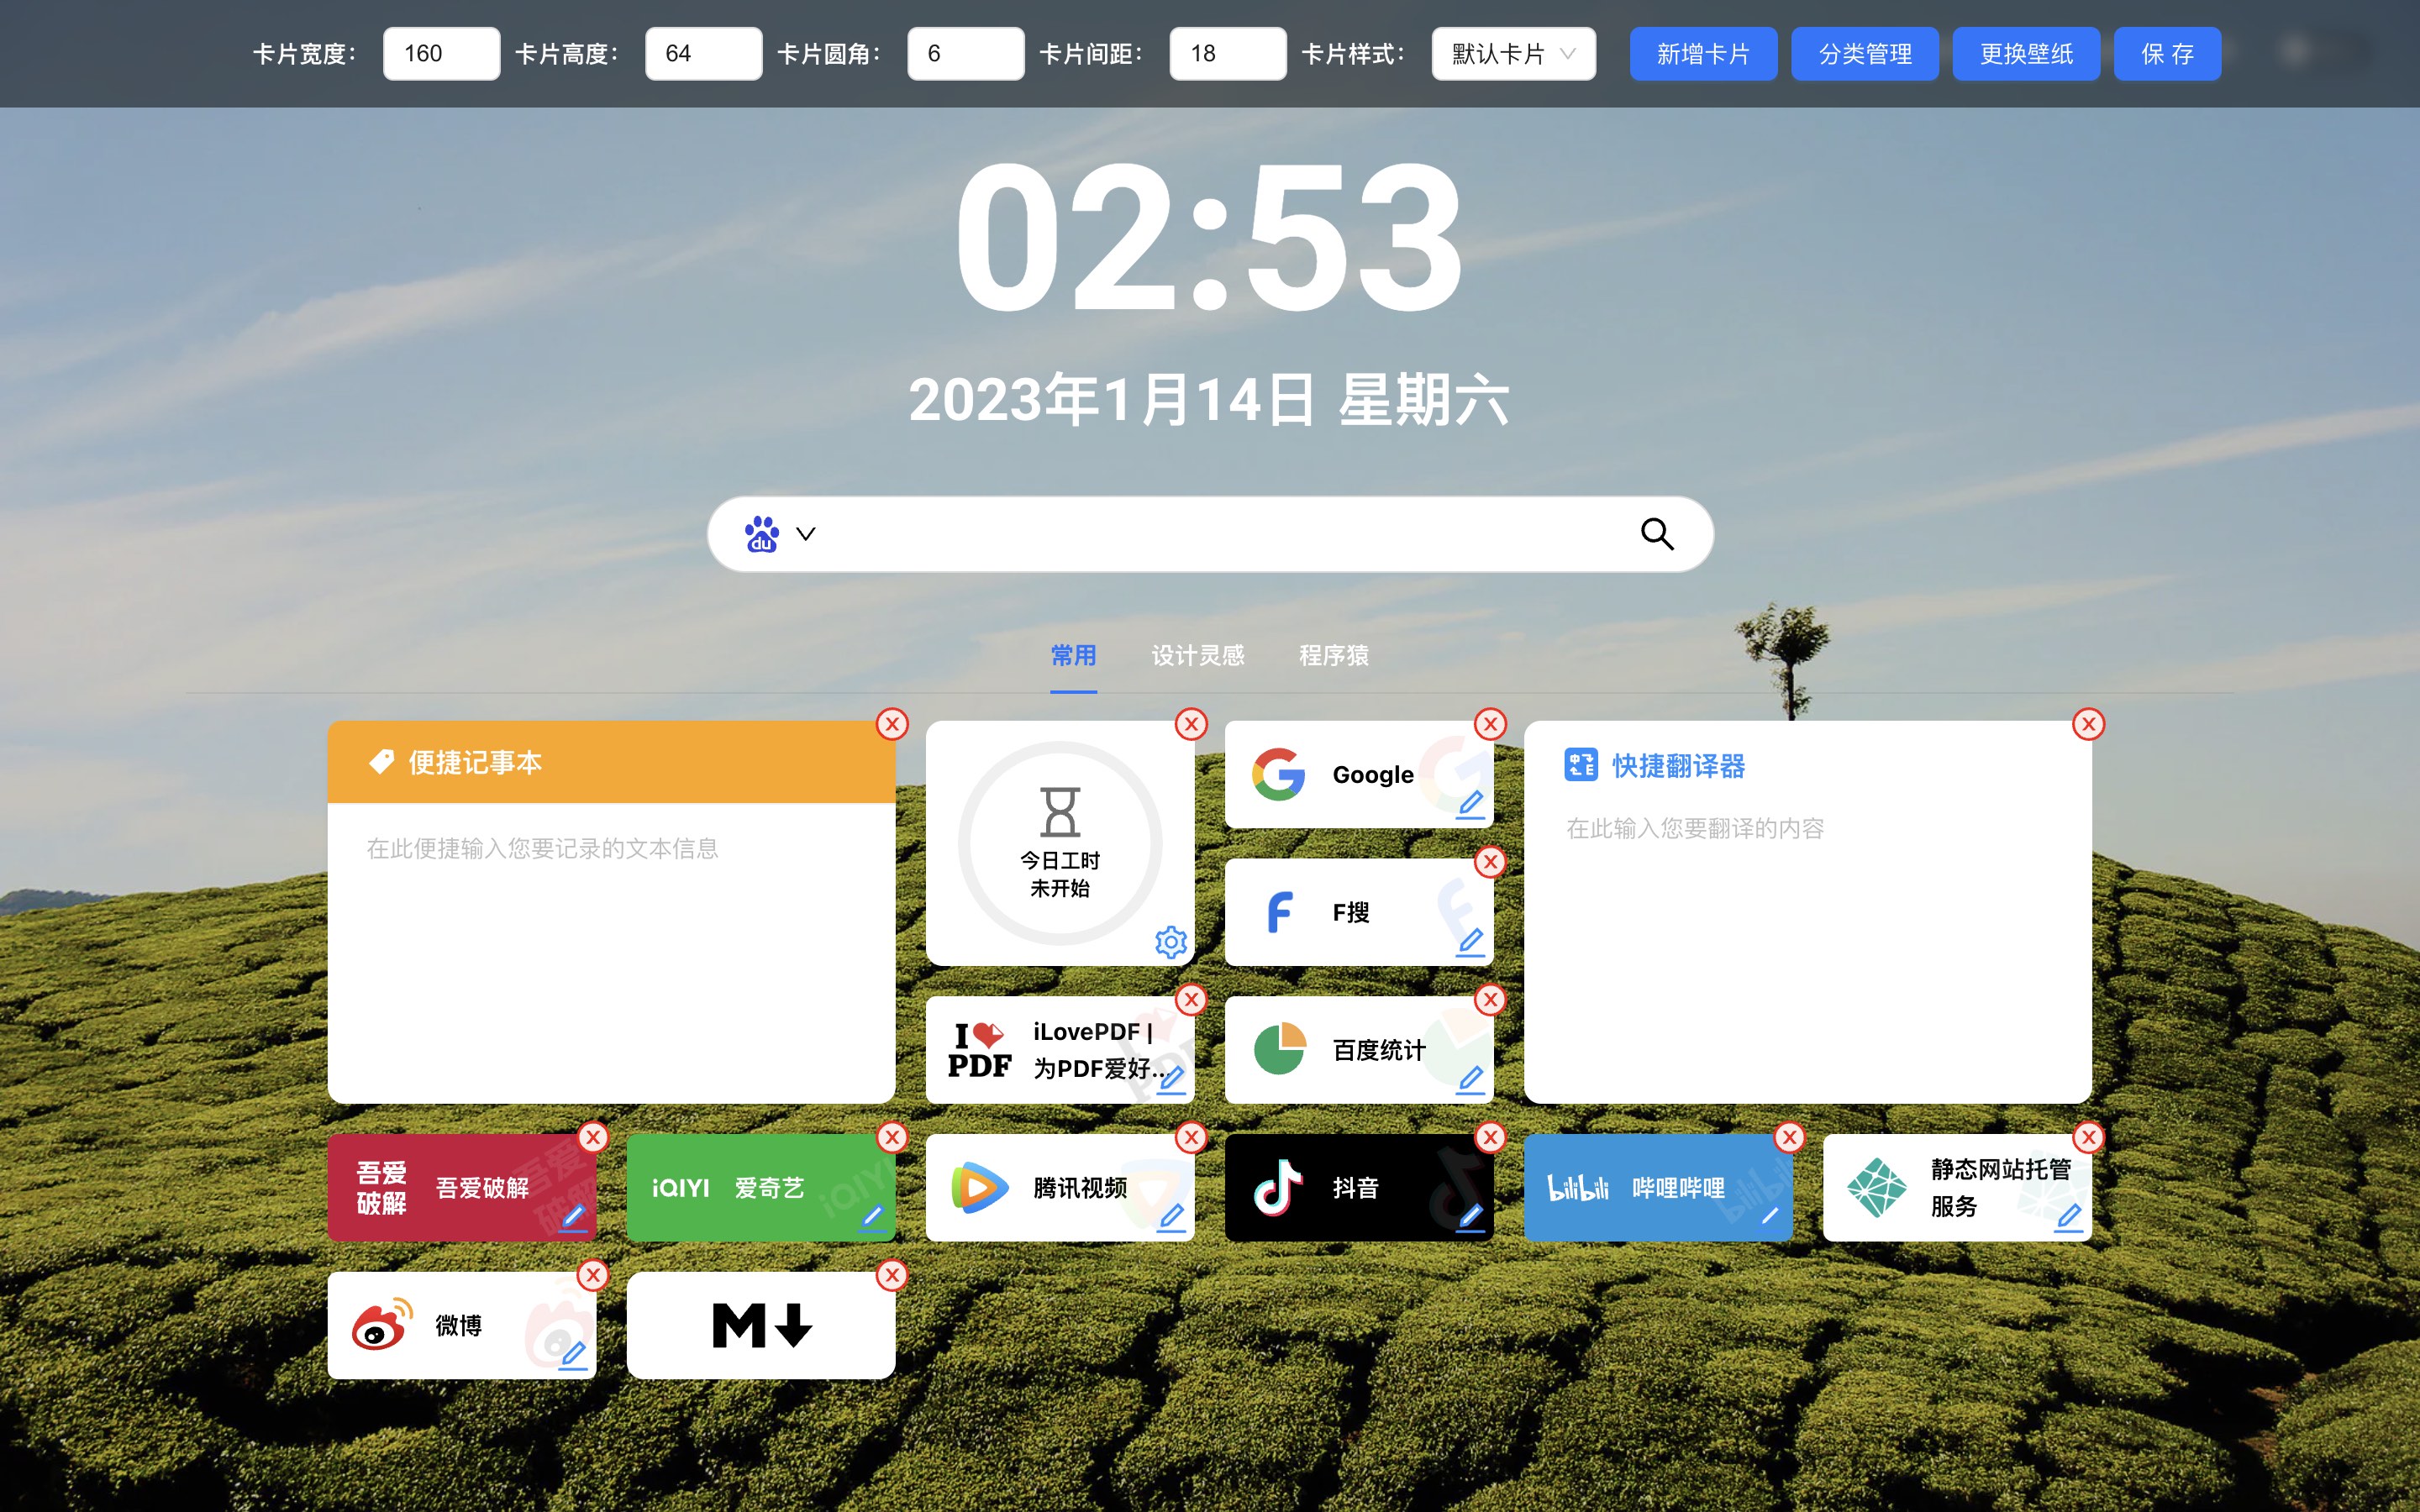 卡片宽度： 160 卡片高度： 64 卡片圆角： 6 卡片间距： 18 卡片样式： 默认卡片 新增卡片 分类管理 更换壁纸 保 存
02:53
2023年1月14日 星期六
du
常用 设计灵感 程序猿
便捷记事本
在此便捷输入您要记录的文本信息
今日工时
未开始
Google
F搜
快捷翻译器
在此输入您要翻译的内容
I PDF
iLovePDF |
为PDF爱好...
百度统计
吾爱
破解
吾爱破解
iQIYI 爱奇艺
腾讯视频
抖音
bilibili 哔哩哔哩
静态网站托管
服务
微博
M